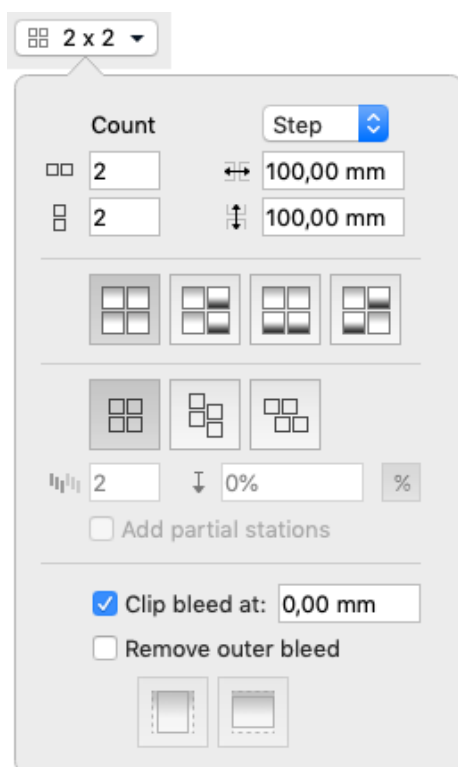 2 x 2
Count Step
2 100,00 mm
2 100,00 mm
2 0% %
Add partial stations
Clip bleed at: 0,00 mm
Remove outer bleed